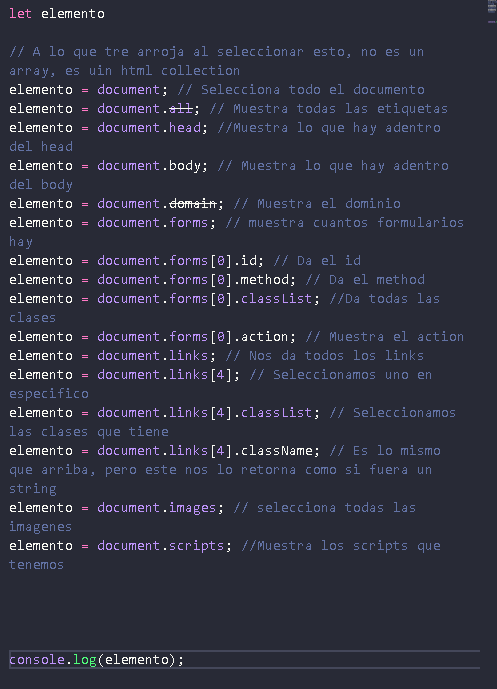 let elemento
// A lo que tre arroja al seleccionar esto, no es un
array, es uin html collection
elemento = document; // Selecciona todo el documento
elemento = document.all; // Muestra todas las etiquetas
elemento = document.head; //Muestra lo que hay adentro
del head
elemento = document.body; // Muestra lo que hay adentro
del body
elemento = document.domain; // Muestra el dominio
elemento = document.forms; // muestra cuantos formularios
hay
elemento = document.forms[0].id; // Da el id
elemento = document.forms[0].method; // Da el method
elemento = document.forms[0].classList; //Da todas las
clases
elemento = document.forms[0].action; // Muestra el action
elemento = document.links; // Nos da todos los links
elemento = document.links[4]; // Seleccionamos uno en
especifico
elemento = document.links[4].classList; // Seleccionamos
las clases que tiene
elemento = document.links[4].className; // Es lo mismo
que arriba, pero este nos lo retorna como si fuera un
string
elemento = document.images; // selecciona todas las
imagenes
elemento = document.scripts; //Muestra los scripts que
tenemos
console.log(elemento);